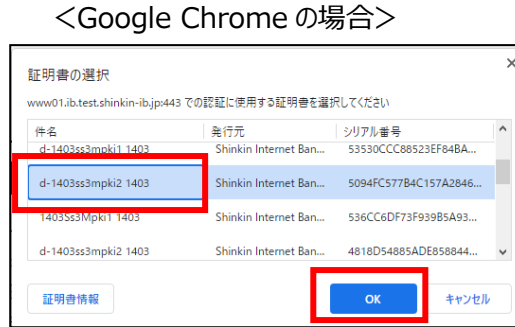 <Google Chrome の場合>
証明書の選択
www01.ib.test.shinkin-ib.jp:443 での認証に使用する証明書を選択してください
件名 発行元 シリアル番号
d-1403ss3mpki1 1403 Shinkin Internet Ban... 53530CCC88523EF84BA...
d-1403ss3mpki2 1403 Shinkin Internet Ban... 5094FC577B4C157A2846...
1403Ss3Mpki1 1403 Shinkin Internet Ban... 536CC6DF73F939B5A93...
d-1403ss3mpki2 1403 Shinkin Internet Ban... 4818D54885ADE858844...
証明書情報 OK キャンセル